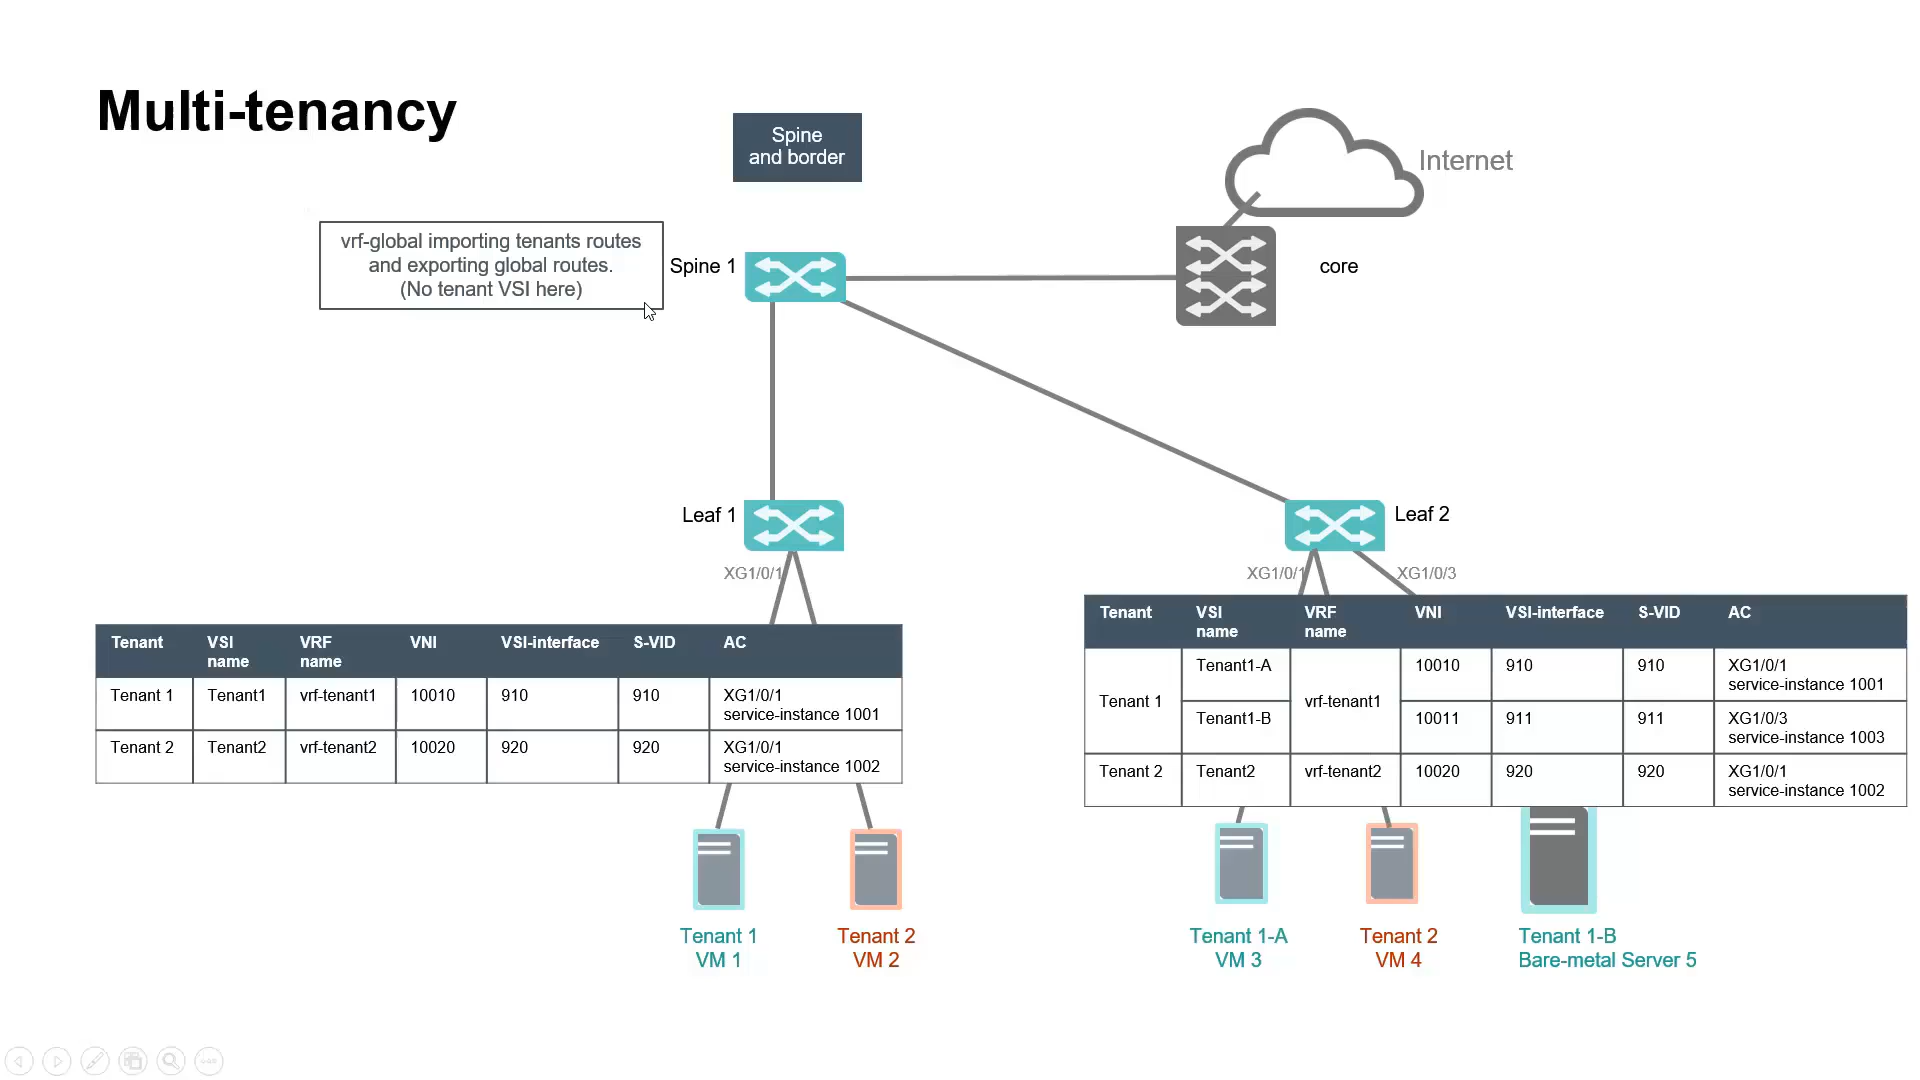 Multi-tenancy
Spine
and border
Internet
vrf-global importing tenants routes
and exporting global routes.
(No tenant VSI here)
Spine 1
core
Leaf 1
Leaf 2
XG1/0/1
XG1/0/1
XG1/0/3
Tenant VSI name VRF name VNI VSI-interface S-VID AC
Tenant 1 Tenant1 vrf-tenant1 10010 910 910 XG1/0/1
service-instance 1001
Tenant 2 Tenant2 vrf-tenant2 10020 920 920 XG1/0/1
service-instance 1002
Tenant VSI name VRF name VNI VSI-interface S-VID AC
Tenant 1 Tenant1-A vrf-tenant1 10010 910 910 XG1/0/1
service-instance 1001
Tenant1-B 10011 911 911 XG1/0/3
service-instance 1003
Tenant 2 Tenant2 vrf-tenant2 10020 920 920 XG1/0/1
service-instance 1002
Tenant 1
VM 1
Tenant 2
VM 2
Tenant 1-A
VM 3
Tenant 2
VM 4
Tenant 1-B
Bare-metal Server 5